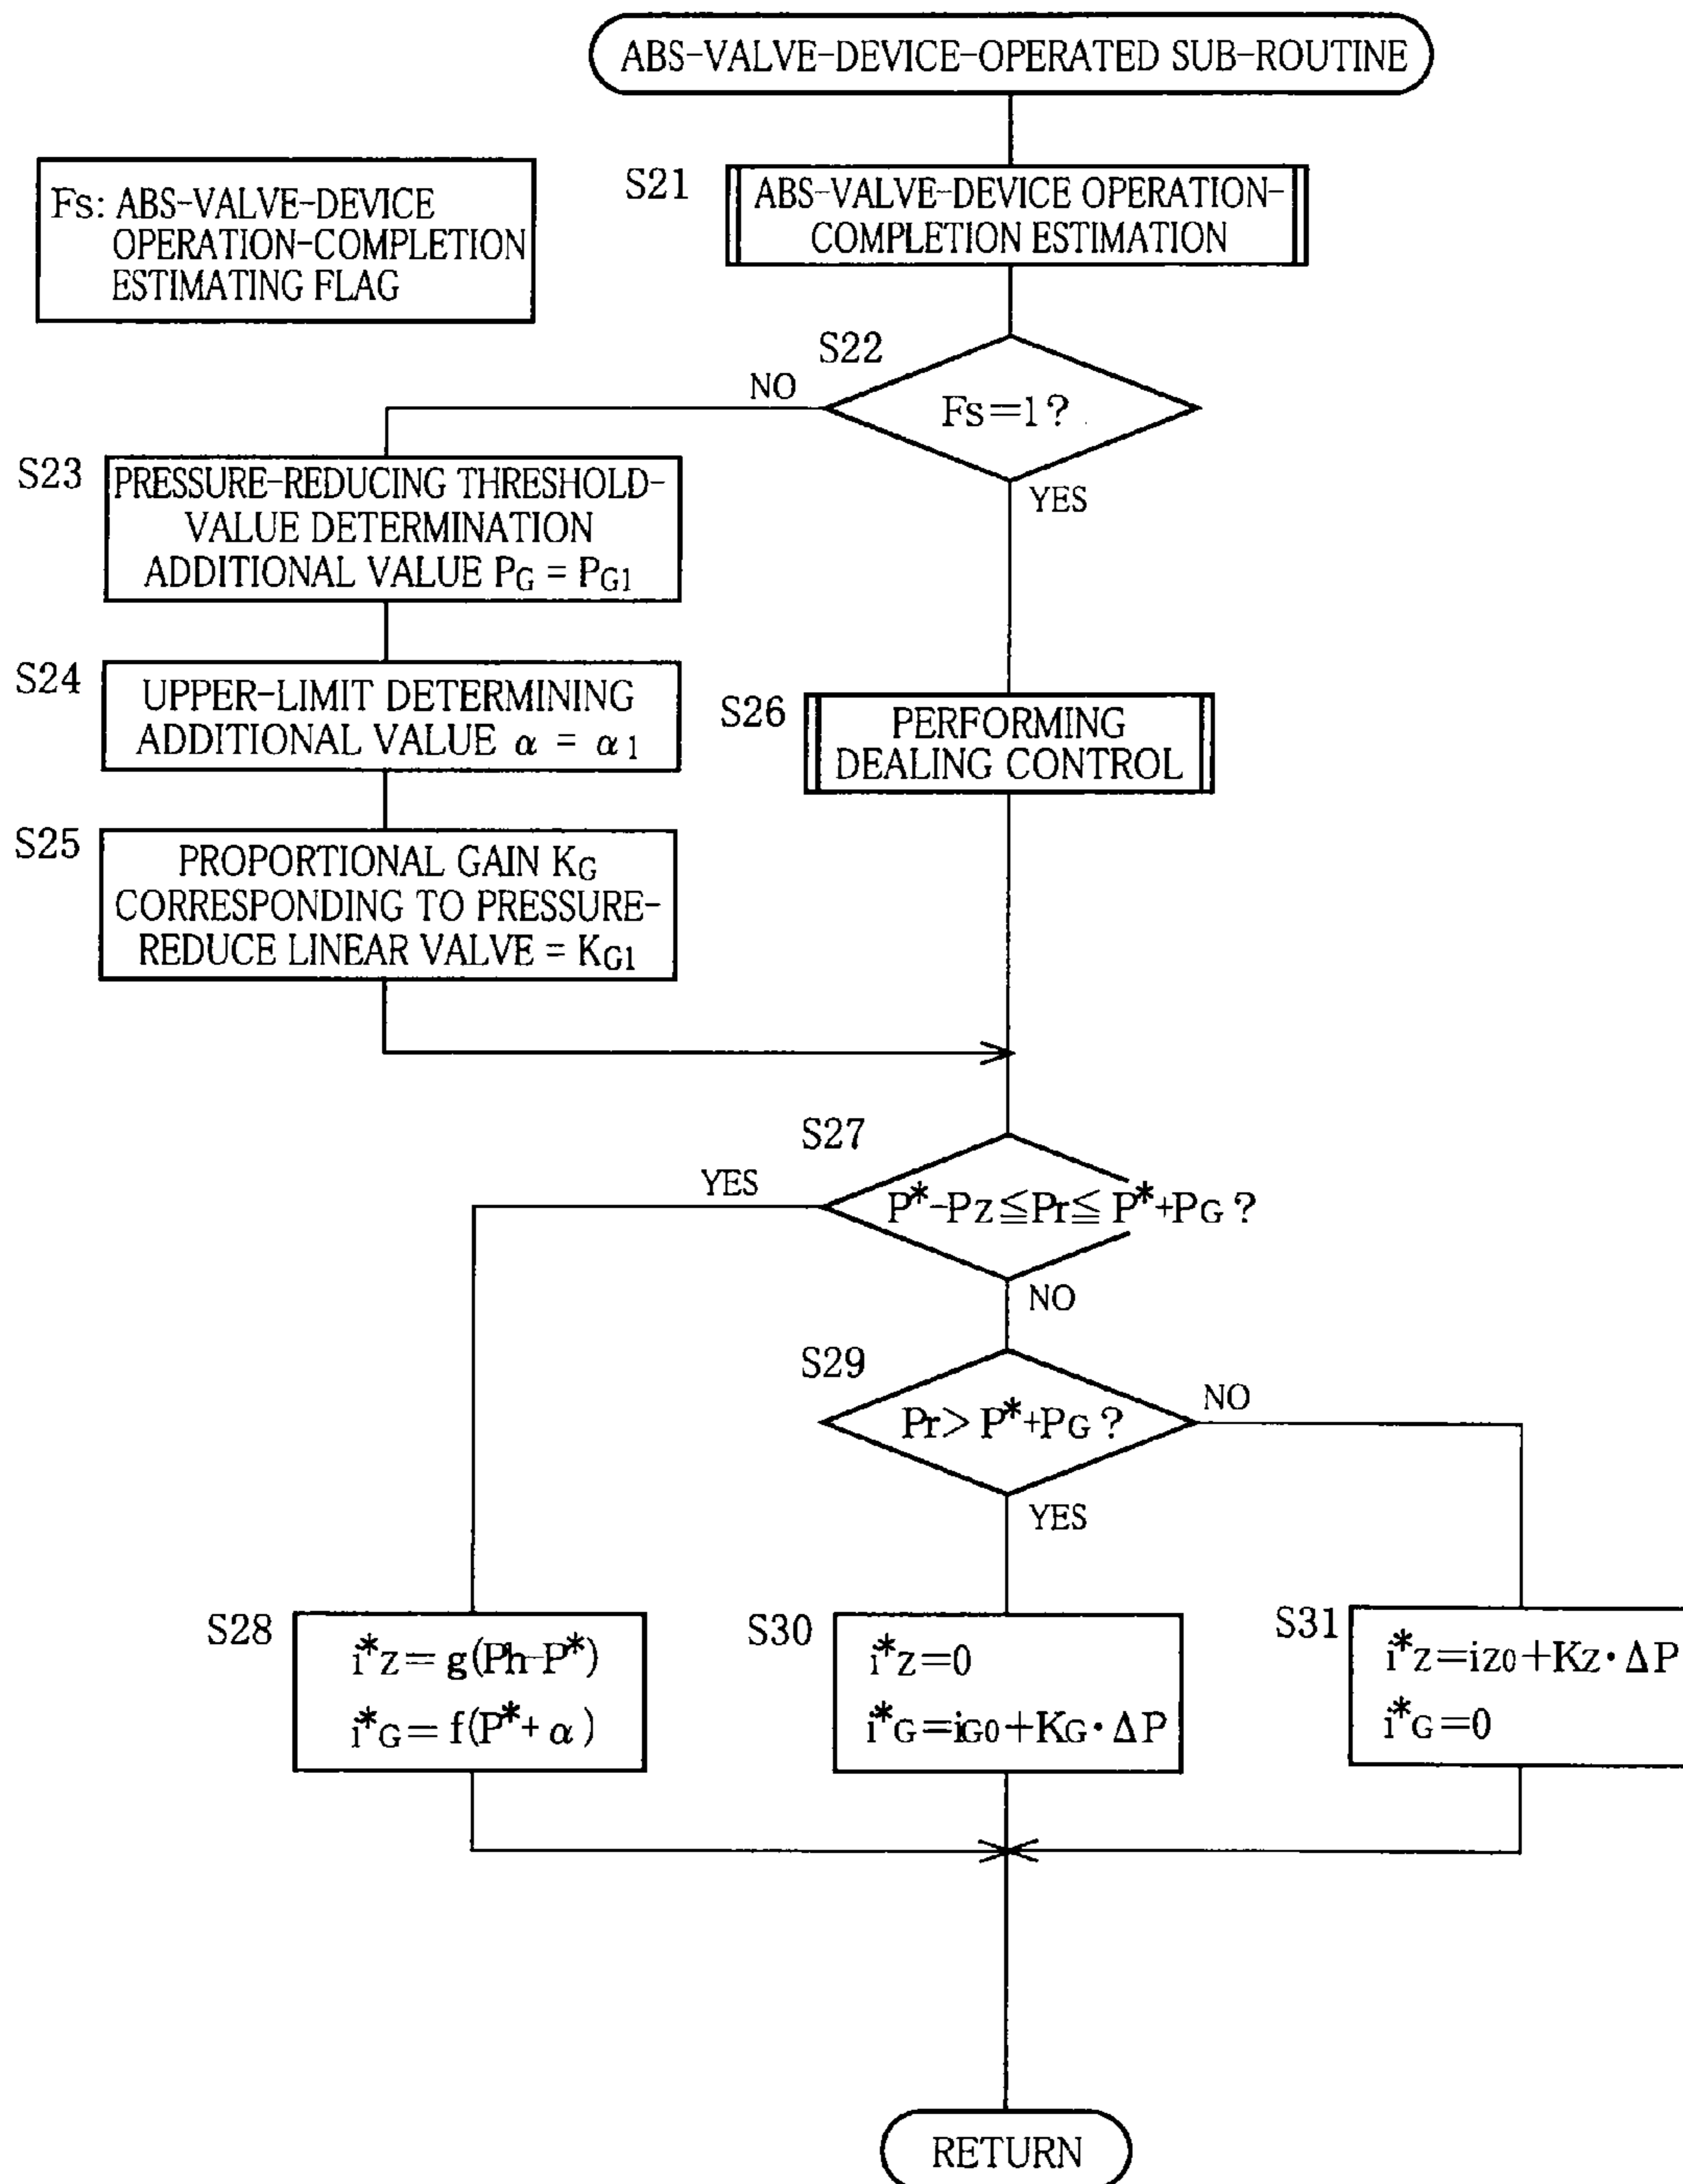 ABS-VALVE-DEVICE-OPERATED SUB-ROUTINE
Fs: ABS-VALVE-DEVICE
OPERATION-COMPLETION
ESTIMATING FLAG
S21
ABS-VALVE-DEVICE OPERATION-
COMPLETION ESTIMATION
S22
NO
Fs=1?
YES
S23
PRESSURE-REDUCING THRESHOLD-
VALUE DETERMINATION
ADDITIONAL VALUE PG = PG1
S24
UPPER-LIMIT DETERMINING
ADDITIONAL VALUE α = α1
S25
PROPORTIONAL GAIN KG
CORRESPONDING TO PRESSURE-
REDUCE LINEAR VALVE = KG1
S26
PERFORMING
DEALING CONTROL
S27
YES
P*-Pz≦Pr≦P*+PG?
NO
S29
NO
Pr>P*+PG?
YES
S28
i*z=g(Ph-P*)
i*G=f(P*+α)
S30
i*z=0
i*G=iG0+KG·ΔP
S31
i*z=iz0+Kz·ΔP
i*G=0
RETURN